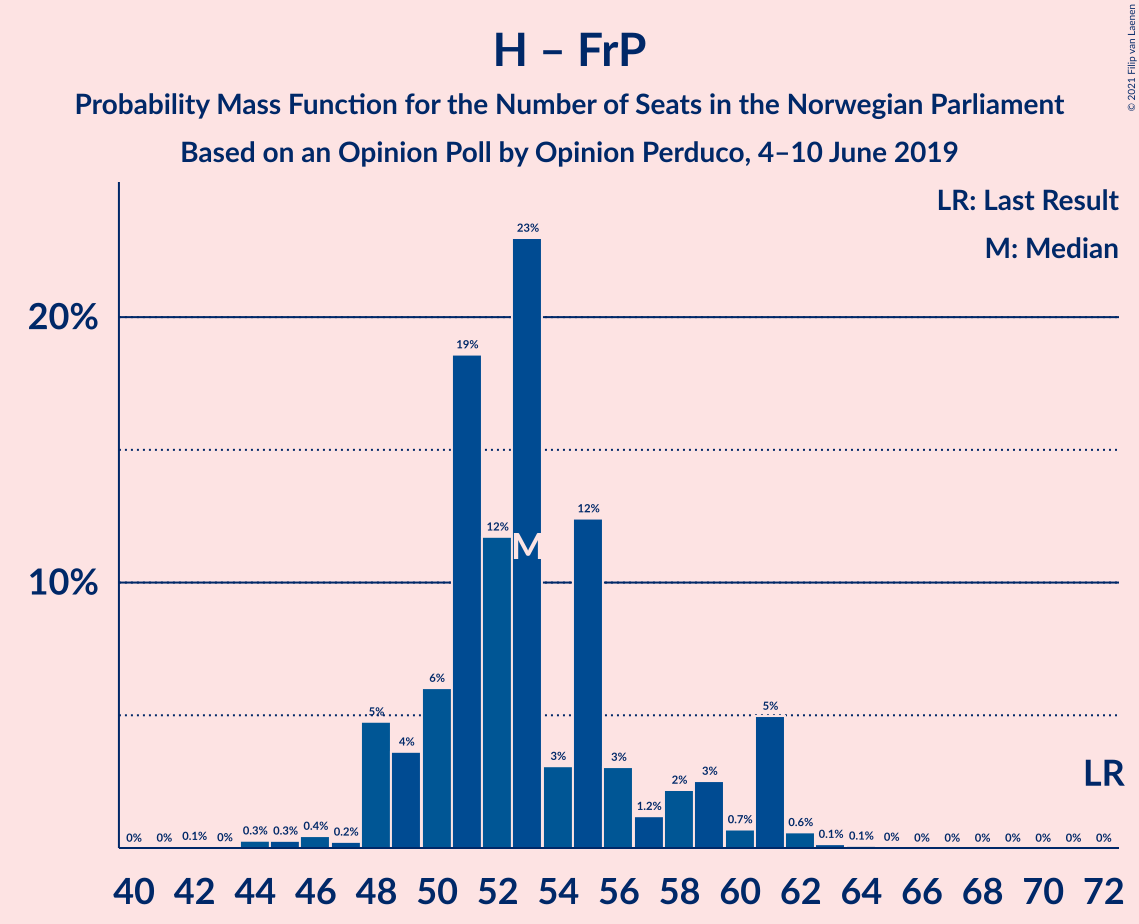 © 2021 Filip van Laenen
H – FrP
Probability Mass Function for the Number of Seats in the Norwegian Parliament
Based on an Opinion Poll by Opinion Perduco, 4–10 June 2019
LR: Last Result
M: Median
20%
10%
0% 0% 0.1% 0% 0.3% 0.3% 0.4% 0.2% 5% 4% 6% 19% 12% 23% 3% 12% 3% 1.2% 2% 3% 0.7% 5% 0.6% 0.1% 0.1% 0% 0% 0% 0% 0% 0% 0% 0%
M
LR
40 42 44 46 48 50 52 54 56 58 60 62 64 66 68 70 72